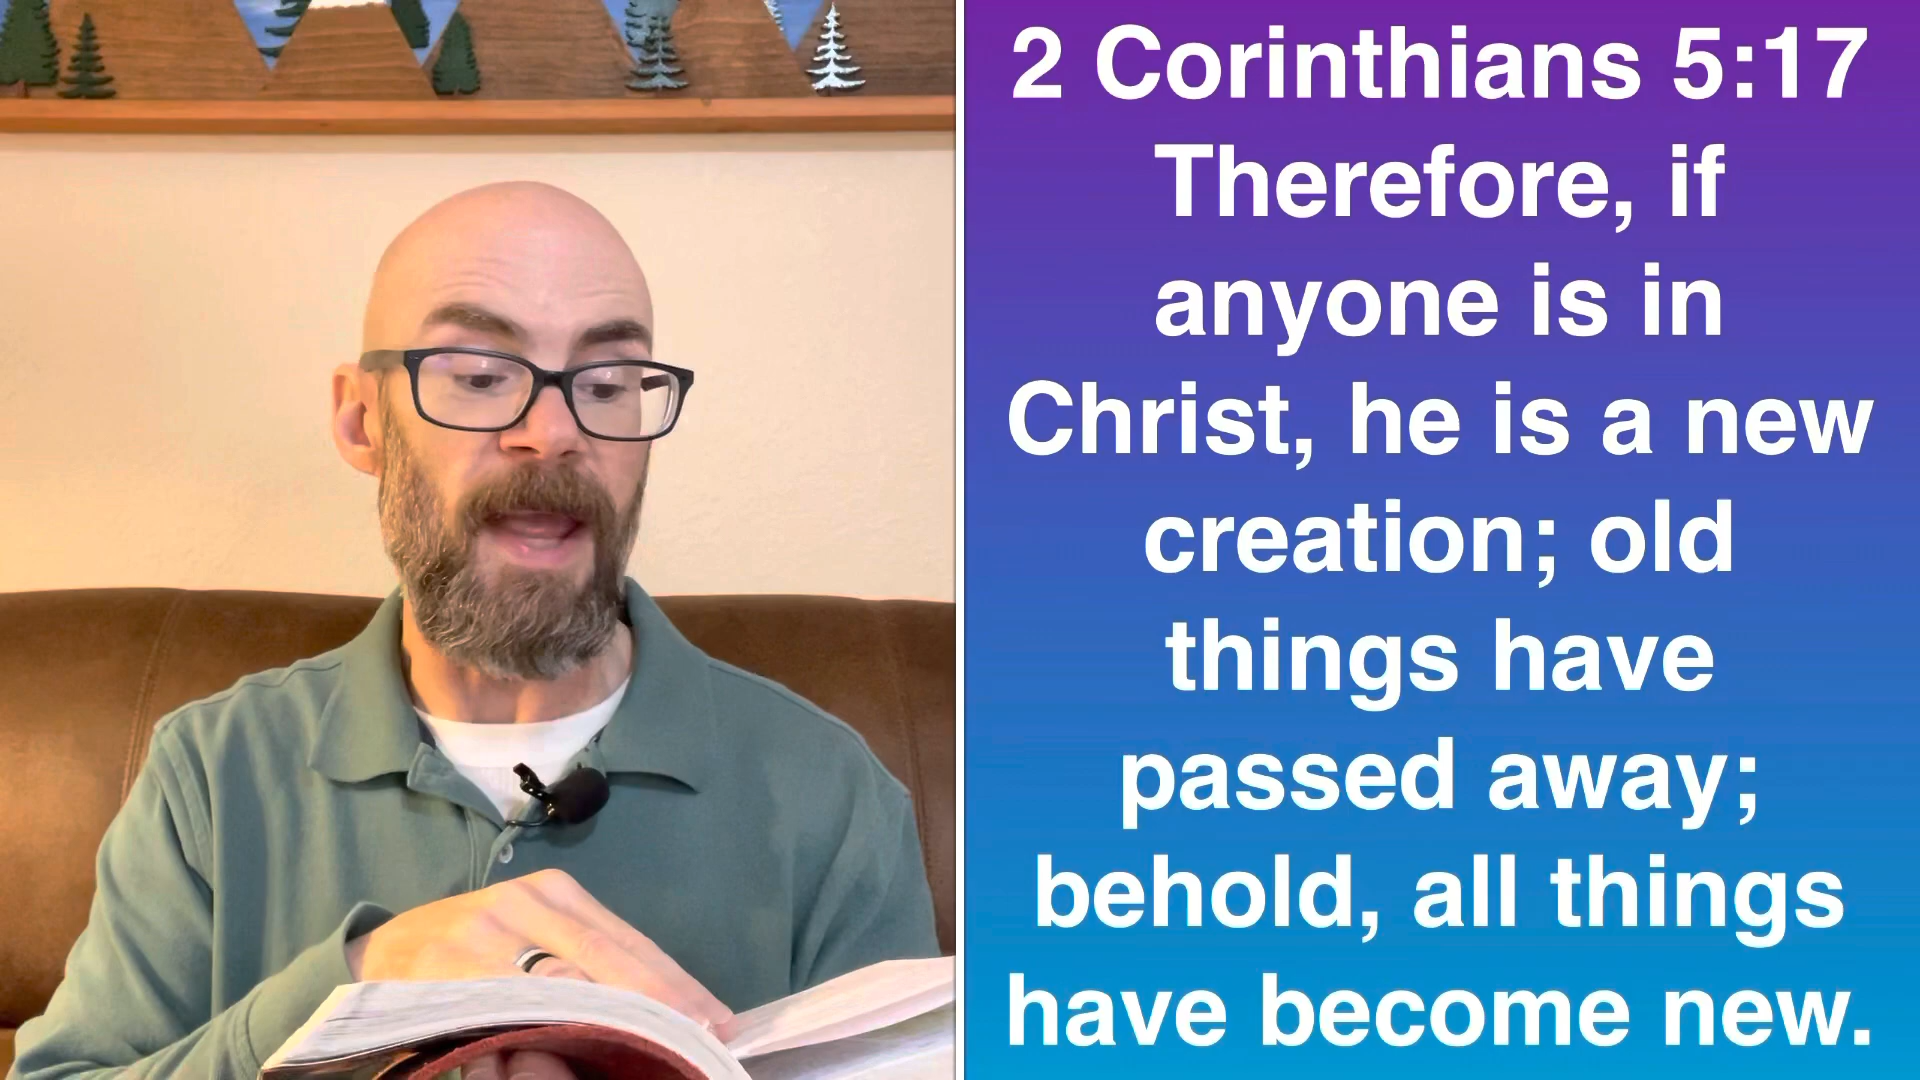 2 Corinthians 5:17
Therefore, if
anyone is in
Christ, he is a new
creation; old
things have
passed away;
behold, all things
have become new.